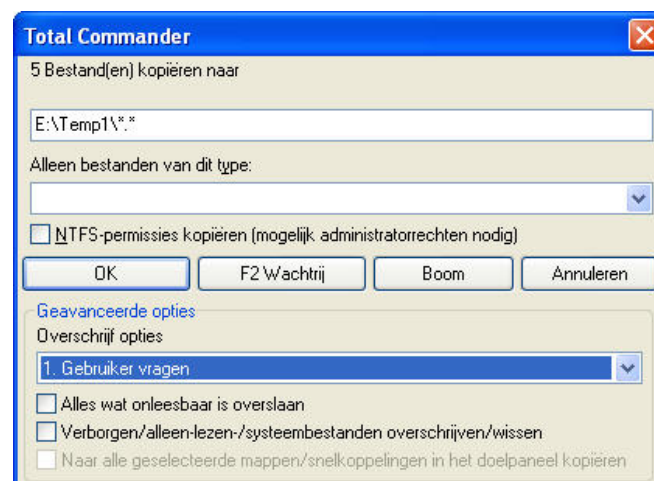 Total Commander
5 Bestand(en) kopiëren naar
E:\Temp1\*.*
Alleen bestanden van dit type:
NTFS-permissies kopiëren (mogelijk administratorrechten nodig)
OK F2 Wachtrij Boom Annuleren
Geavanceerde opties
Overschrijf opties
1. Gebruiker vragen
Alles wat onleesbaar is overslaan
Verborgen/alleen-lezen-/systeembestanden overschrijven/wissen
Naar alle geselecteerde mappen/snelkoppelingen in het doelpaneel kopiëren